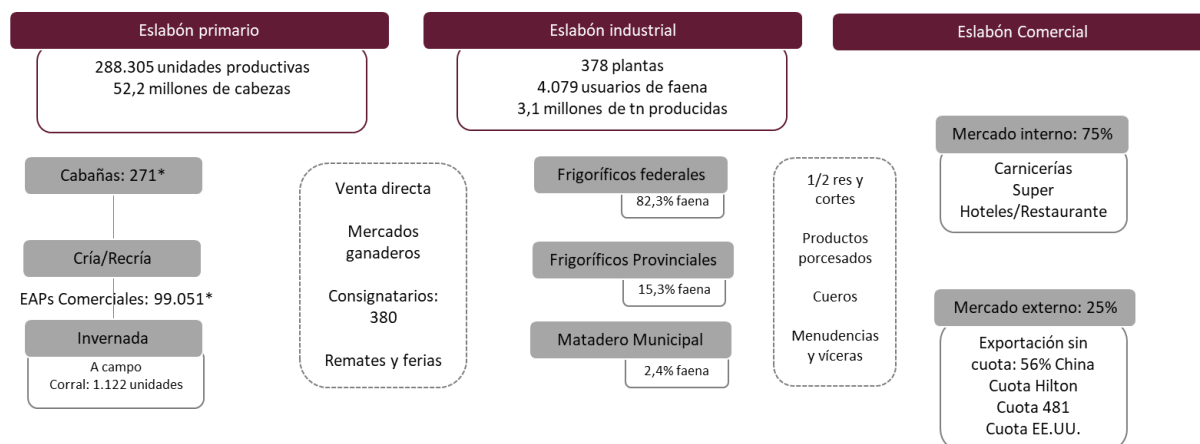 Eslabón primario
288.305 unidades productivas
52,2 millones de cabezas
Eslabón industrial
378 plantas
4.079 usuarios de faena
3,1 millones de tn producidas
Eslabón Comercial
Cabañas: 271*
Cría/Recría
EAPs Comerciales: 99.051*
Invernada
A campo
Corral: 1.122 unidades
Venta directa
Mercados
ganaderos
Consignatarios:
380
Remates y ferias
Frigoríficos federales
82,3% faena
Frigoríficos Provinciales
15,3% faena
Matadero Municipal
2,4% faena
1/2 res y
cortes
Productos
porcesados
Cueros
Menudencias
y víceras
Mercado interno: 75%
Carnicerías
Super
Hoteles/Restaurante
Mercado externo: 25%
Exportación sin
cuota: 56% China
Cuota Hilton
Cuota 481
Cuota EE.UU.